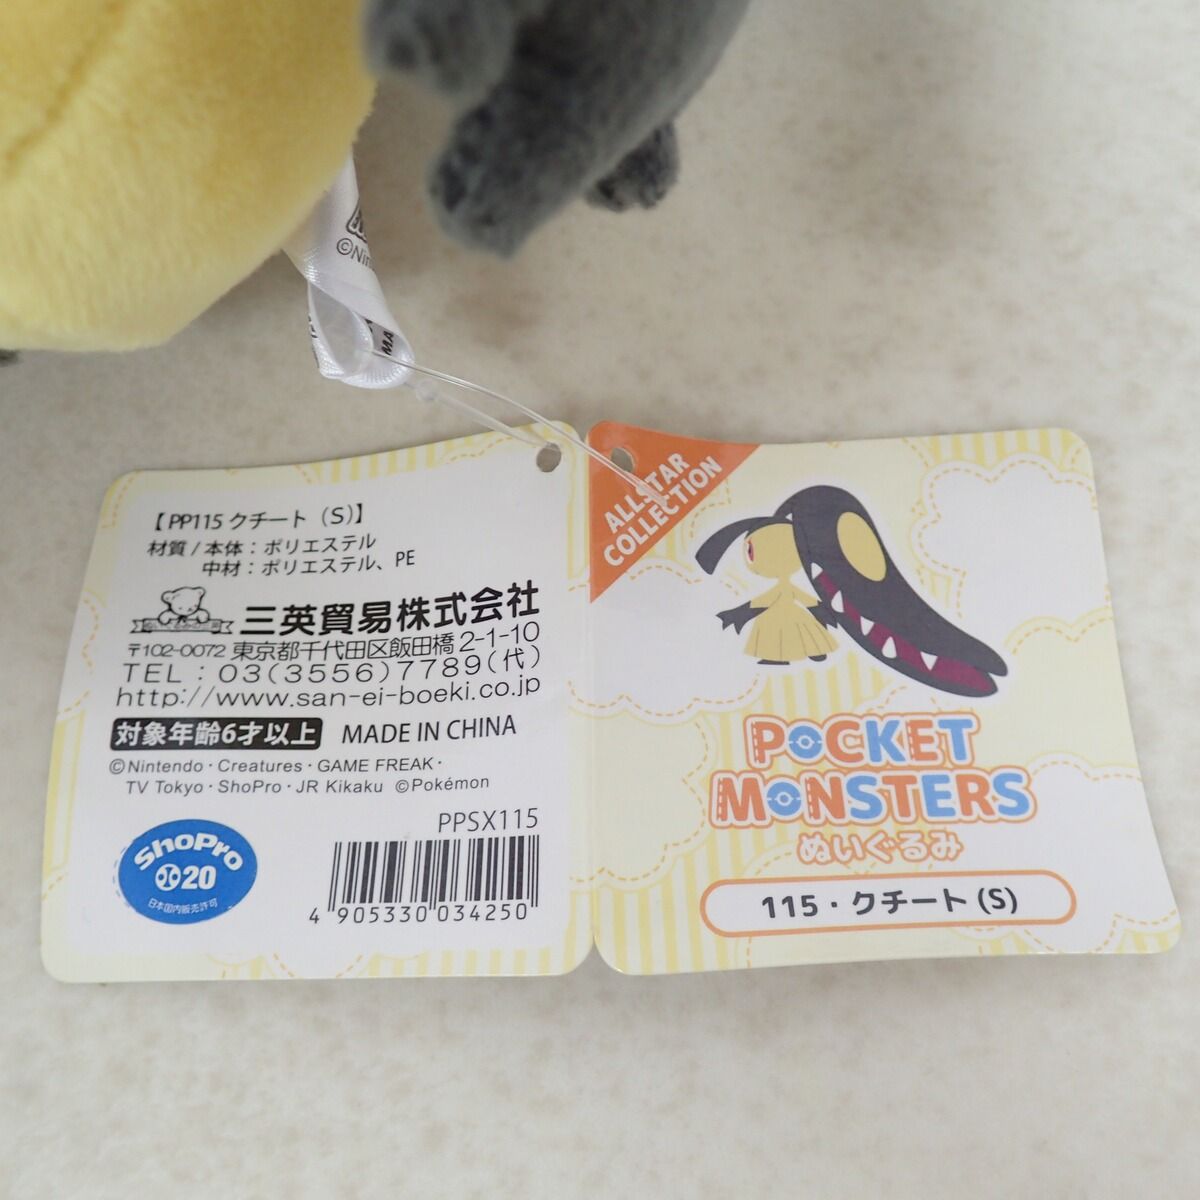 ©Nin
MA
【PP115 クチート（S）】
材質 / 本体：ポリエステル
中材：ポリエステル、PE
三英貿易株式会社
〒102-0072 東京都千代田区飯田橋2-1-10
TEL：03(3556)7789(代)
http://www.san-ei-boeki.co.jp
対象年齢6才以上 MADE IN CHINA
©Nintendo・Creatures・GAME FREAK・
TV Tokyo・ShoPro・JR Kikaku ©Pokémon
PPSX115
ShoPro
20
日本国内販売許可
4 905330 034250
ALLSTAR
COLLECTION
POCKET
MONSTERS
ぬいぐるみ
115・クチート (S)